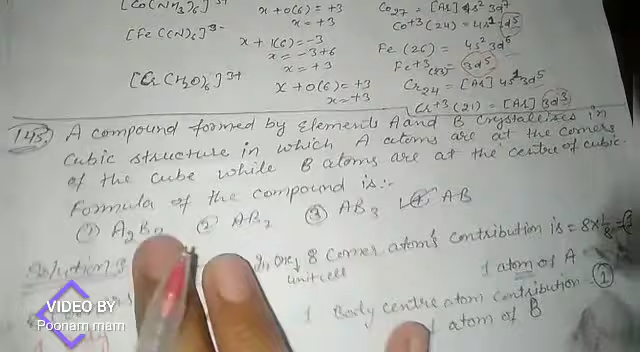 [Co(NH3)6]3+ x + 0(6) = +3 Co27 = [Ar] 4s2 3d7
x = +3 Co+3 (24) = 4s1 d5
[Fe(CN)6]3- x + 1(6) = -3 Fe (26) = 4s2 3d6
x = -3+6 Fe+3 (23) = 3d5
x = +3
[Cr(H2O)6]3+ x + 0(6) = +3 Cr24 = [Ar] 4s1 3d5
x = +3 Cr+3 (21) = [Ar] 3d3
145. A compound formed by Elements A and B Crystallises in
Cubic structure in which A atoms are at the corners
of the cube while B atoms are at the centre of cubic.
Formula of the compound is:-
(1) A2B2 (2) AB2 (3) AB3 (4) AB
Solution: In one 8 Corner atom's contribution is = 8×1/8 =
unit cell
1 atom of A
1 Body centre atom contribution = 1
atom of B
VIDEO BY
Poonam mam